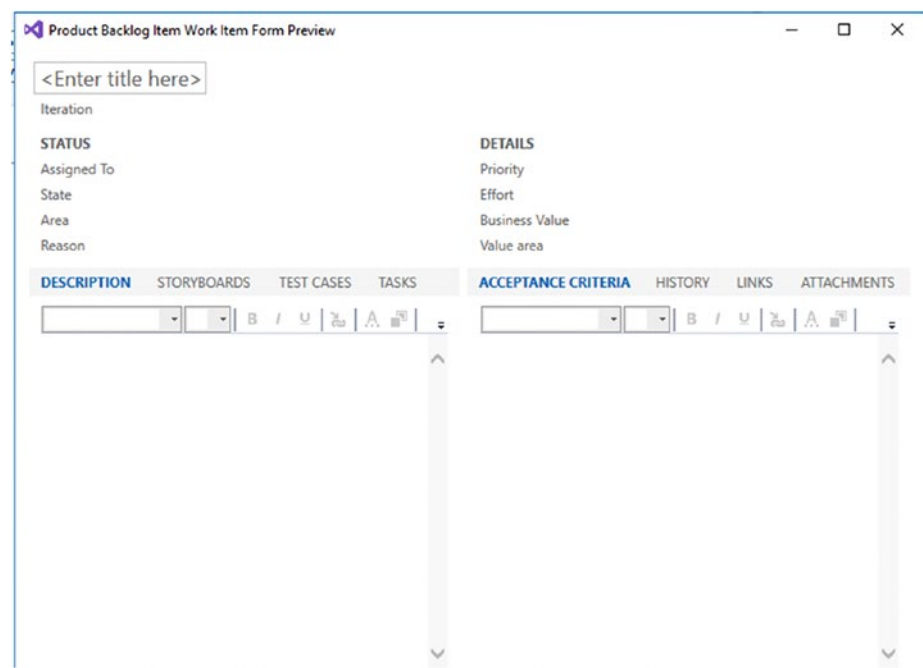 Product Backlog Item Work Item Form Preview
<Enter title here>
Iteration
STATUS
Assigned To
State
Area
Reason
DETAILS
Priority
Effort
Business Value
Value area
DESCRIPTION STORYBOARDS TEST CASES TASKS
B I U A
ACCEPTANCE CRITERIA HISTORY LINKS ATTACHMENTS
B I U A